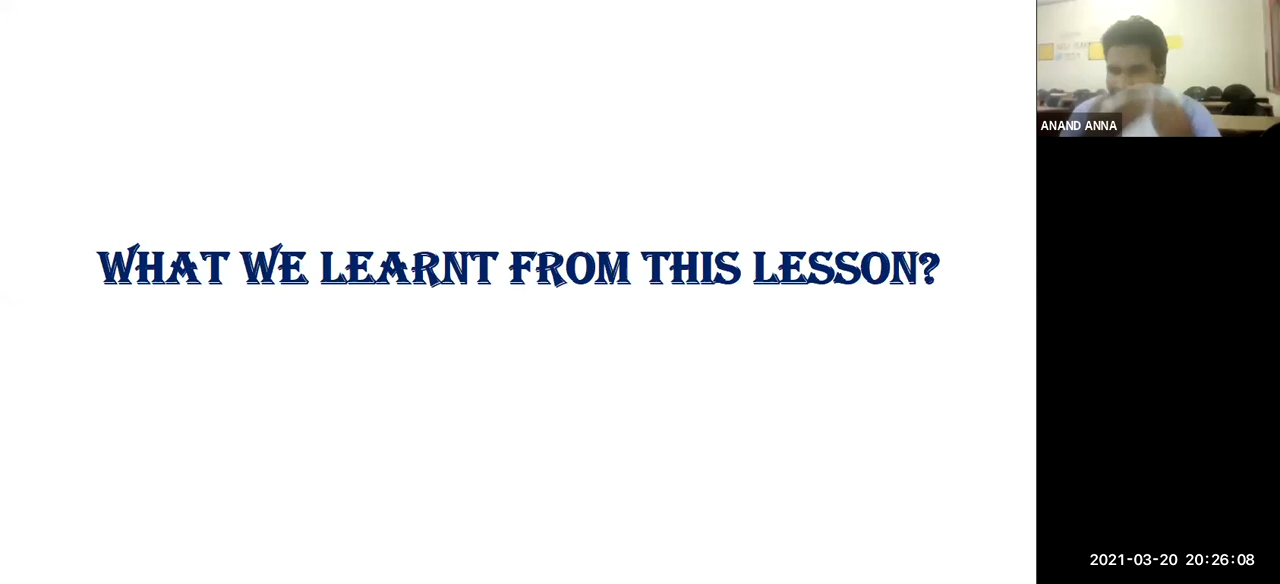 WHAT WE LEARNT FROM THIS LESSON?
ANAND ANNA
2021-03-20 20:26:08